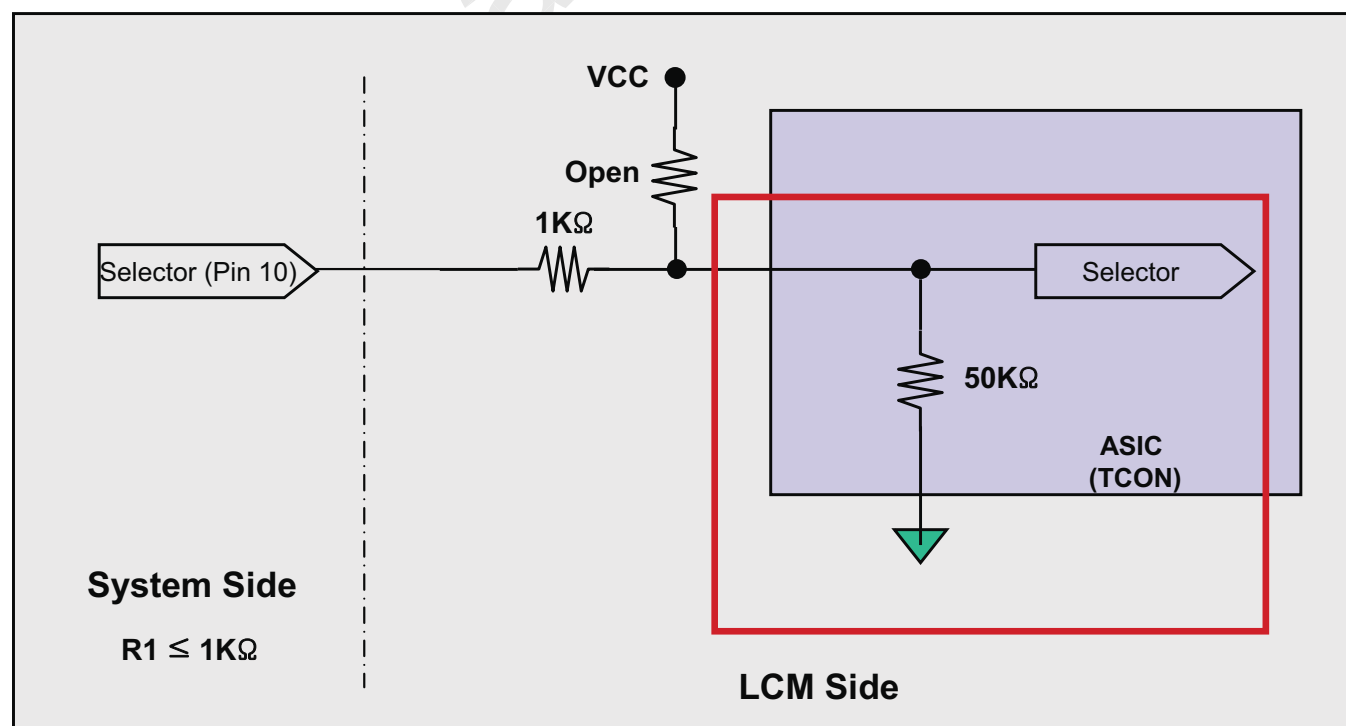 VCC
Open
1KΩ
Selector (Pin 10)
Selector
50KΩ
ASIC
(TCON)
System Side
R1 ≤ 1KΩ
LCM Side